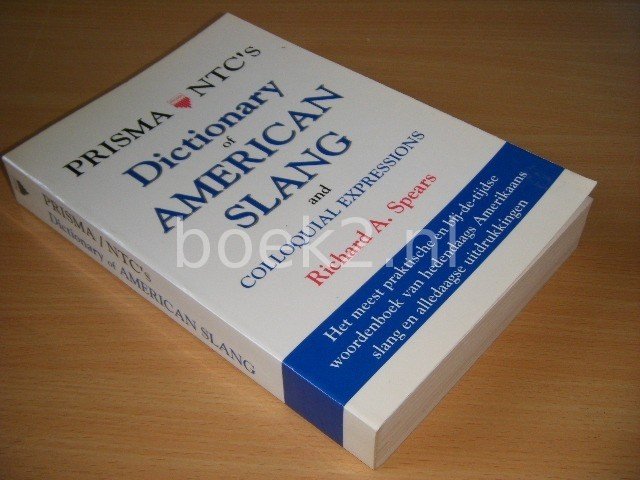 PRISMA NTC's
Dictionary
of
AMERICAN
SLANG
and
COLLOQUIAL EXPRESSIONS
Richard A. Spears
Het meest praktische en bij-de-tijdse
woordenboek van hedendaags Amerikaans
slang en alledaagse uitdrukkingen
PRISMA / NTC's
Dictionary of AMERICAN SLANG
boek2.nl